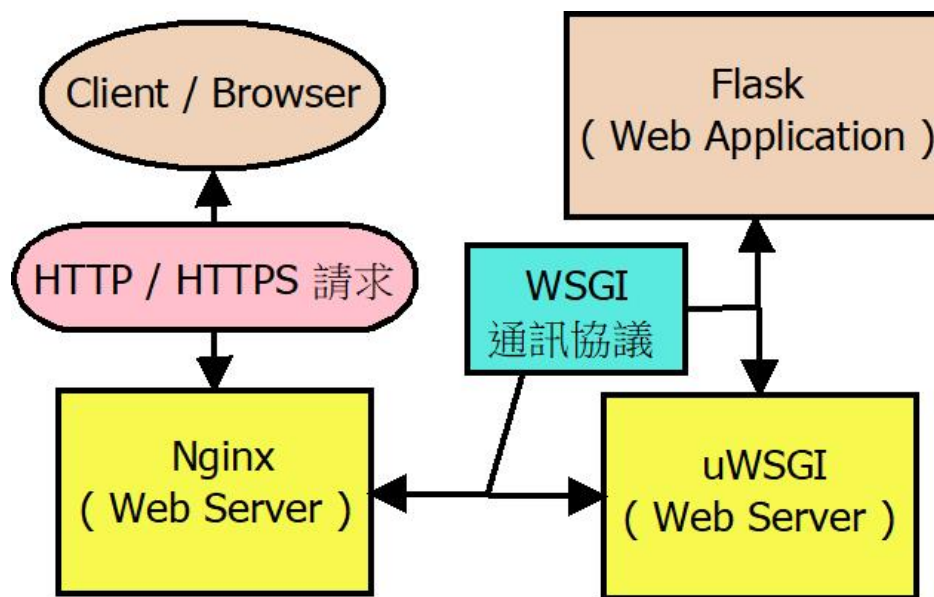 Client / Browser
Flask
( Web Application )
HTTP / HTTPS 請求
WSGI
通訊協議
Nginx
( Web Server )
uWSGI
( Web Server )